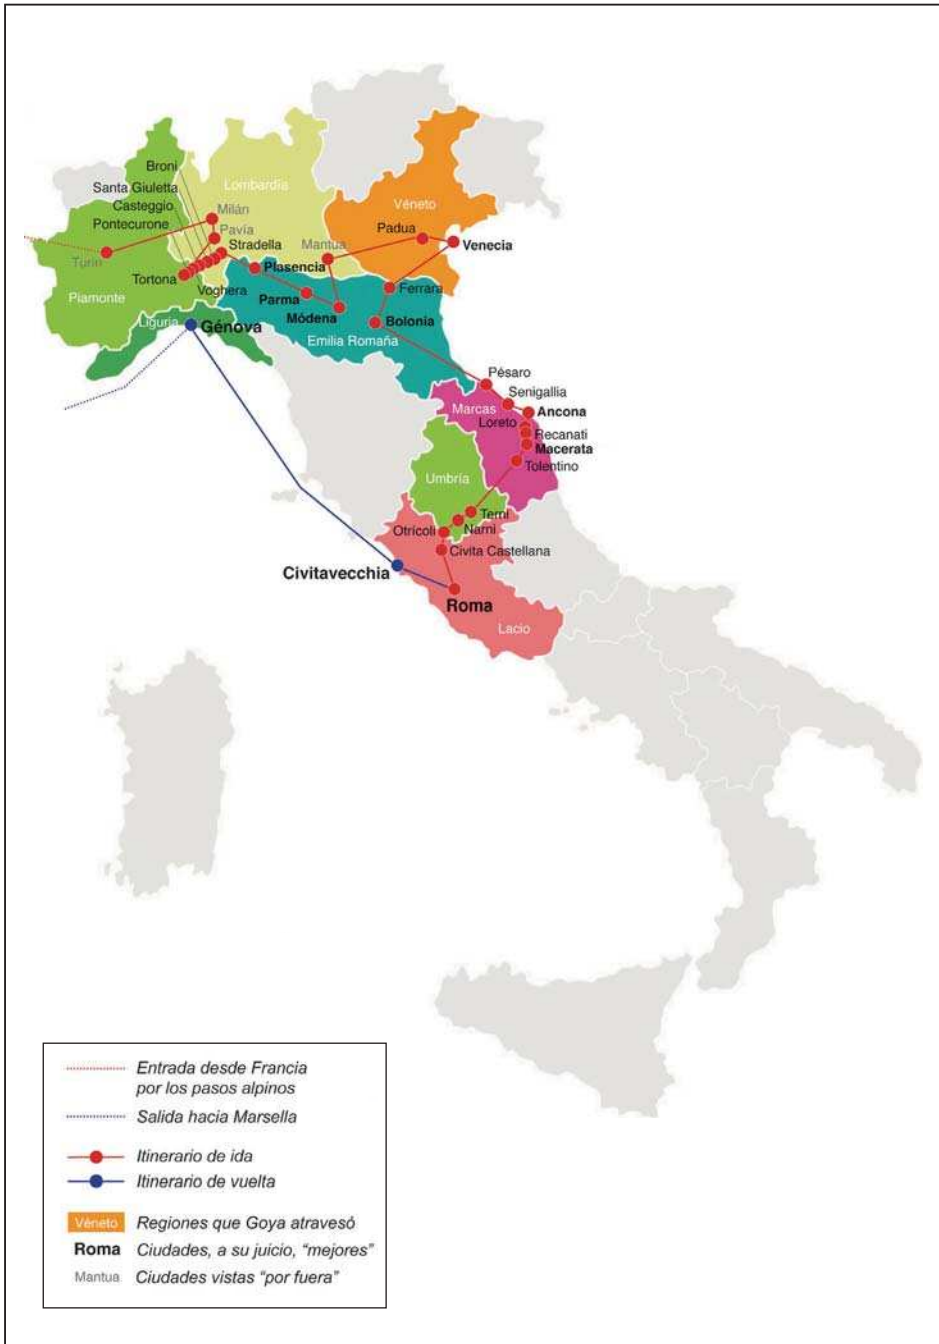 Broni
Santa Giuletta
Casteggio
Pontecurone
Lombardía
Milán
Pavía
Stradella
Véneto
Padua
Venecia
Mantua
Turín
Tortona
Voghera
Plasencia
Piamonte
Parma
Módena
Ferrara
Bolonia
Liguria
Génova
Emilia Romaña
Pésaro
Senigallia
Marcas
Ancona
Loreto
Recanati
Macerata
Tolentino
Umbría
Terni
Otrícoli
Narni
Civita Castellana
Civitavecchia
Roma
Lacio
Entrada desde Francia
por los pasos alpinos
Salida hacia Marsella
Itinerario de ida
Itinerario de vuelta
Véneto Regiones que Goya atravesó
Roma Ciudades, a su juicio, “mejores”
Mantua Ciudades vistas “por fuera”